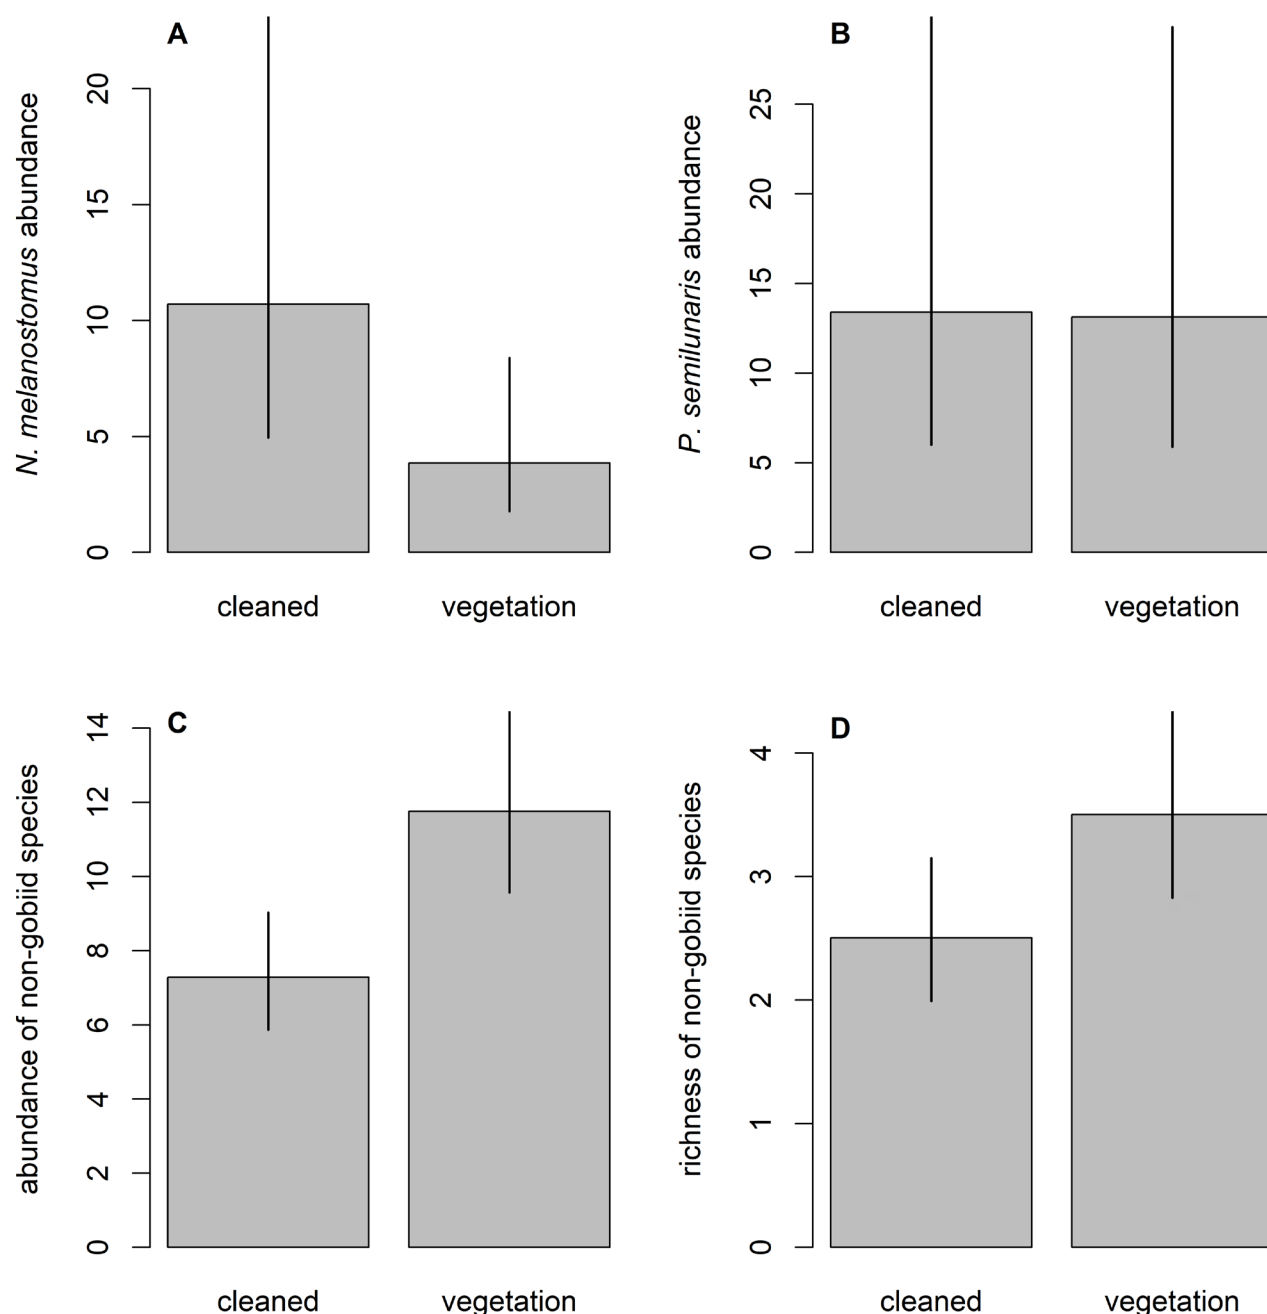 A
N. melanostomus abundance
20
15
10
5
0
cleaned
vegetation
B
P. semilunaris abundance
25
20
15
10
5
0
cleaned
vegetation
C
abundance of non-gobiid species
14
12
10
8
6
4
2
0
cleaned
vegetation
D
richness of non-gobiid species
4
3
2
1
0
cleaned
vegetation